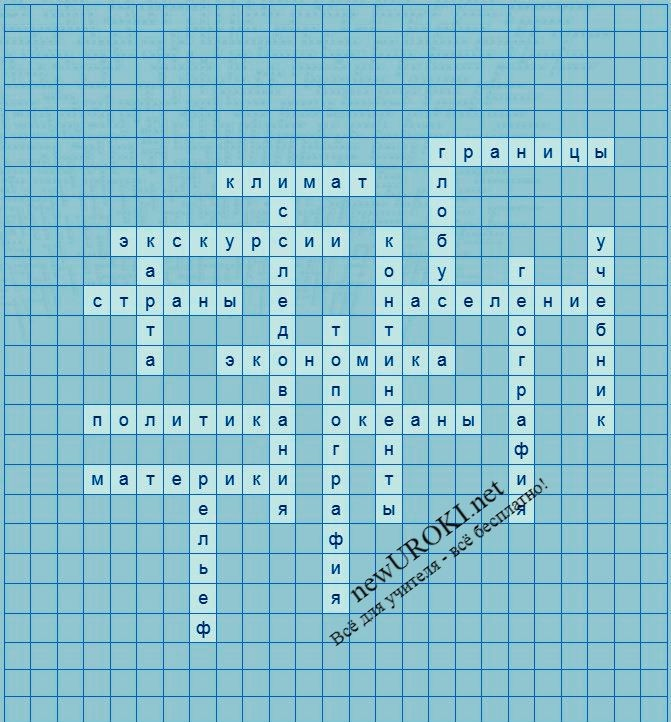 границы
глобус
климат
исследования
экскурсии
карта
континенты
учебник
география
страны
население
топография
экономика
политика
океаны
материки
рельеф
newUROKI.net
Всё для учителя - всё бесплатно!